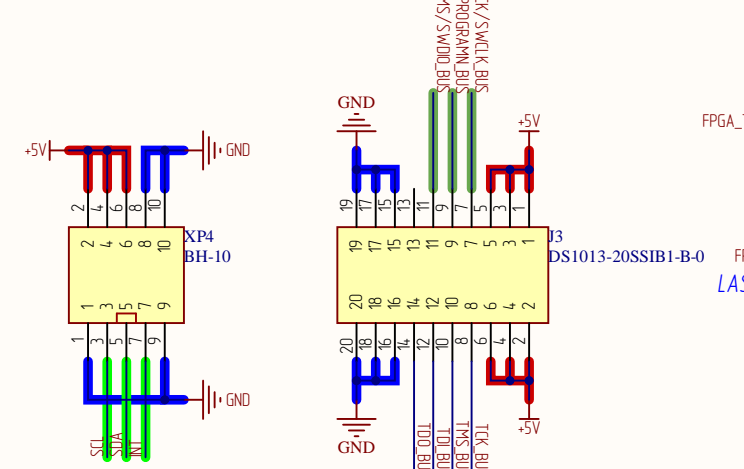 MS/SWDIO_BUS
PROGRAMN_BUS
CK/SWCLK_BUS
GND
+5V
FPGA_
+5V
GND
2
4
6
8
10
19
17
15
13
11
9
7
5
3
1
XP4
BH-10
2
4
6
8
10
19
17
15
13
11
9
7
5
3
1
J3
DS1013-20SSIB1-B-0
LAS
1
3
5
7
9
20
18
16
14
12
10
8
6
4
2
1
3
5
7
9
20
18
16
14
12
10
8
6
4
2
GND
SCL
SDA
INT
GND
TDO_BU
TDI_BU
TMS_BU
TCK_BU
+5V